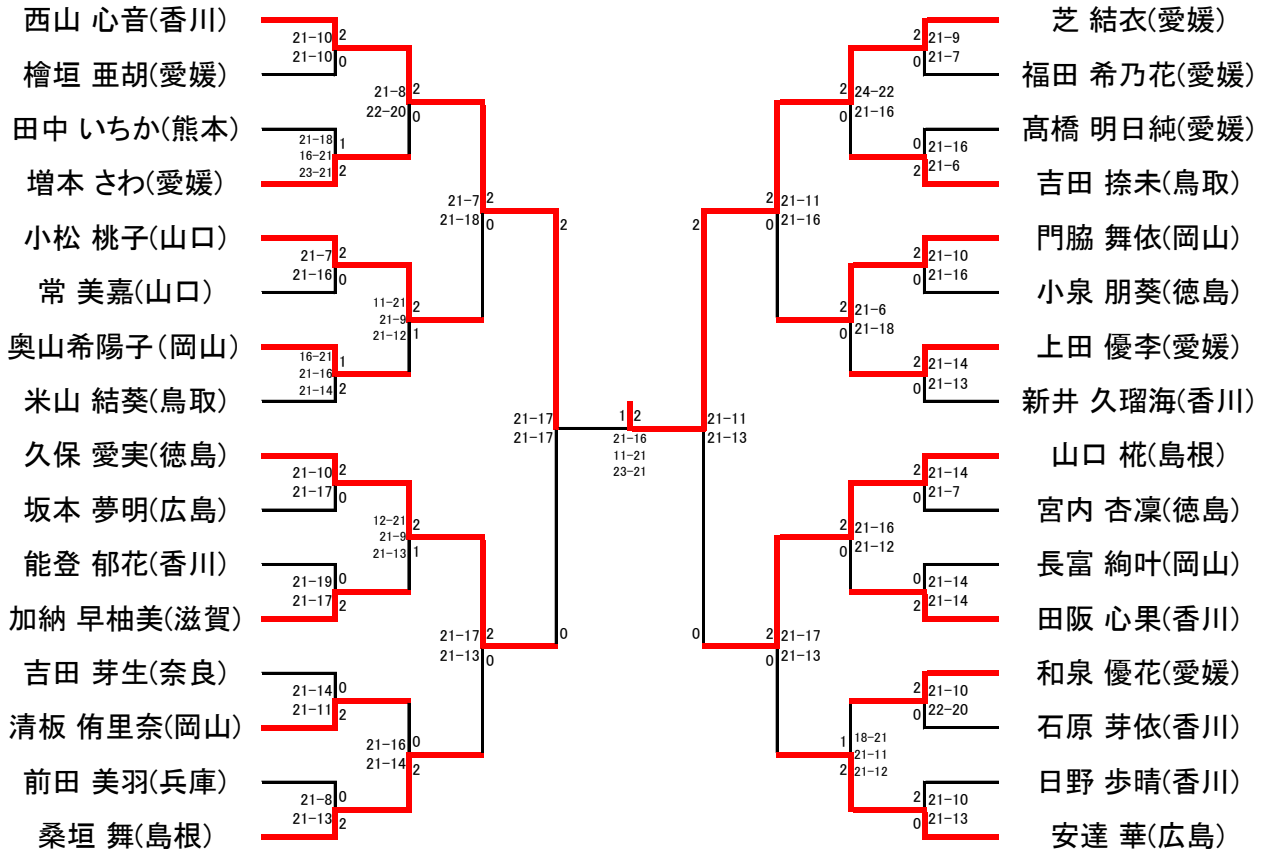 西山 心音(香川)
21-10 2
21-10 0
檜垣 亜胡(愛媛)
21-8 2
22-20 0
田中 いちか(熊本)
21-18 1
16-21
23-21 2
増本 さわ(愛媛)
21-7 2
21-18 0
小松 桃子(山口)
21-7 2
21-16 0
常 美嘉(山口)
11-21 2
21-9
21-12 1
奥山希陽子(岡山)
16-21 1
21-16
21-14 2
米山 結葵(鳥取)
2
21-17
21-17
0
久保 愛実(徳島)
21-10 2
21-17 0
坂本 夢明(広島)
12-21 2
21-9
21-13 1
能登 郁花(香川)
21-19 0
21-17 2
加納 早柚美(滋賀)
21-17 2
21-13 0
吉田 芽生(奈良)
21-14 0
21-11 2
清板 侑里奈(岡山)
21-16 0
21-14 2
前田 美羽(兵庫)
21-8 0
21-13 2
桑垣 舞(島根)
1 2
21-16
11-21
23-21
芝 結衣(愛媛)
2 21-9
0 21-7
福田 希乃花(愛媛)
2 24-22
0 21-16
髙橋 明日純(愛媛)
0 21-16
2 21-6
吉田 捺未(鳥取)
2 21-11
0 21-16
門脇 舞依(岡山)
2 21-10
0 21-16
小泉 朋葵(徳島)
2 21-6
0 21-18
上田 優李(愛媛)
2 21-14
0 21-13
新井 久瑠海(香川)
2
21-11
21-13
0
山口 椛(島根)
2 21-14
0 21-7
宮内 杏凜(徳島)
2 21-16
0 21-12
長富 絢叶(岡山)
0 21-14
2 21-14
田阪 心果(香川)
2 21-17
0 21-13
和泉 優花(愛媛)
2 21-10
0 22-20
石原 芽依(香川)
1 18-21
21-11
2 21-12
日野 歩晴(香川)
2 21-10
0 21-13
安達 華(広島)